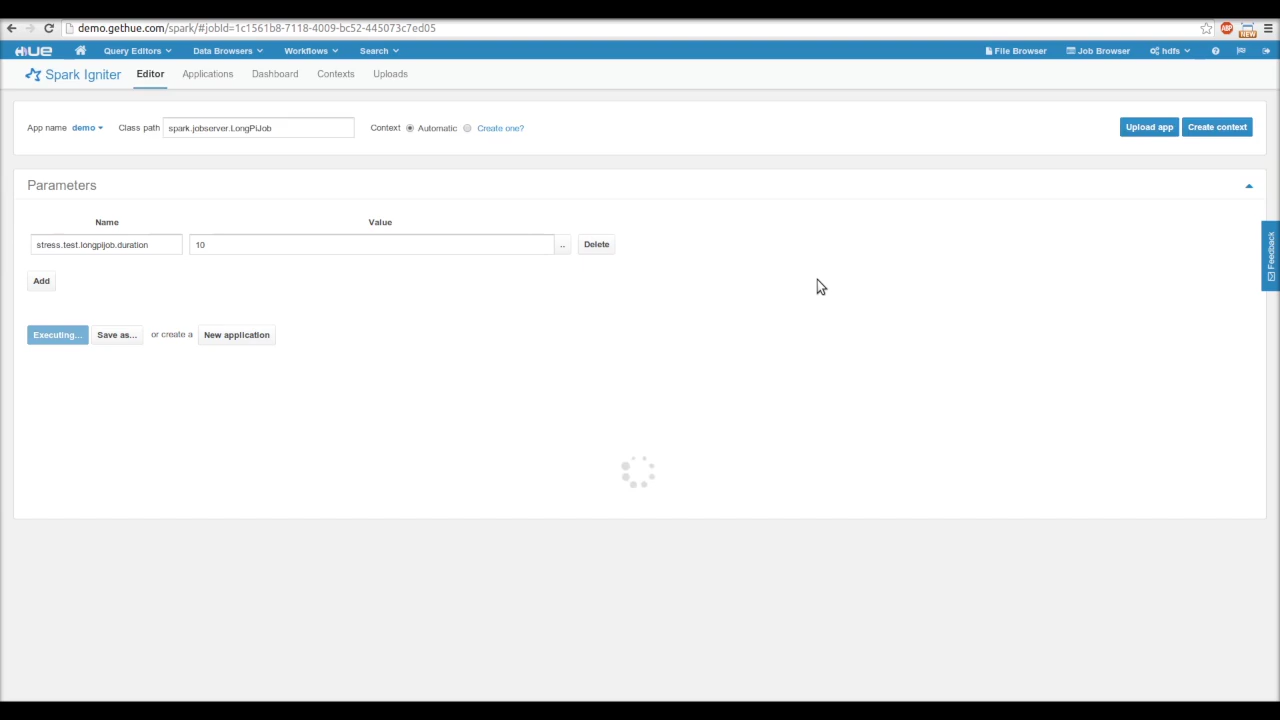 demo.gethue.com/spark/#jobId=1c1561b8-7118-4009-bc52-445073c7ed05 ABP NEW
HUE Query Editors Data Browsers Workflows Search File Browser Job Browser hdfs
Spark Igniter Editor Applications Dashboard Contexts Uploads
App name demo Class path spark.jobserver.LongPiJob Context Automatic Create one? Upload app Create context
Parameters
Name Value
stress.test.longpijob.duration 10 .. Delete
Feedback
Add
Executing... Save as... or create a New application